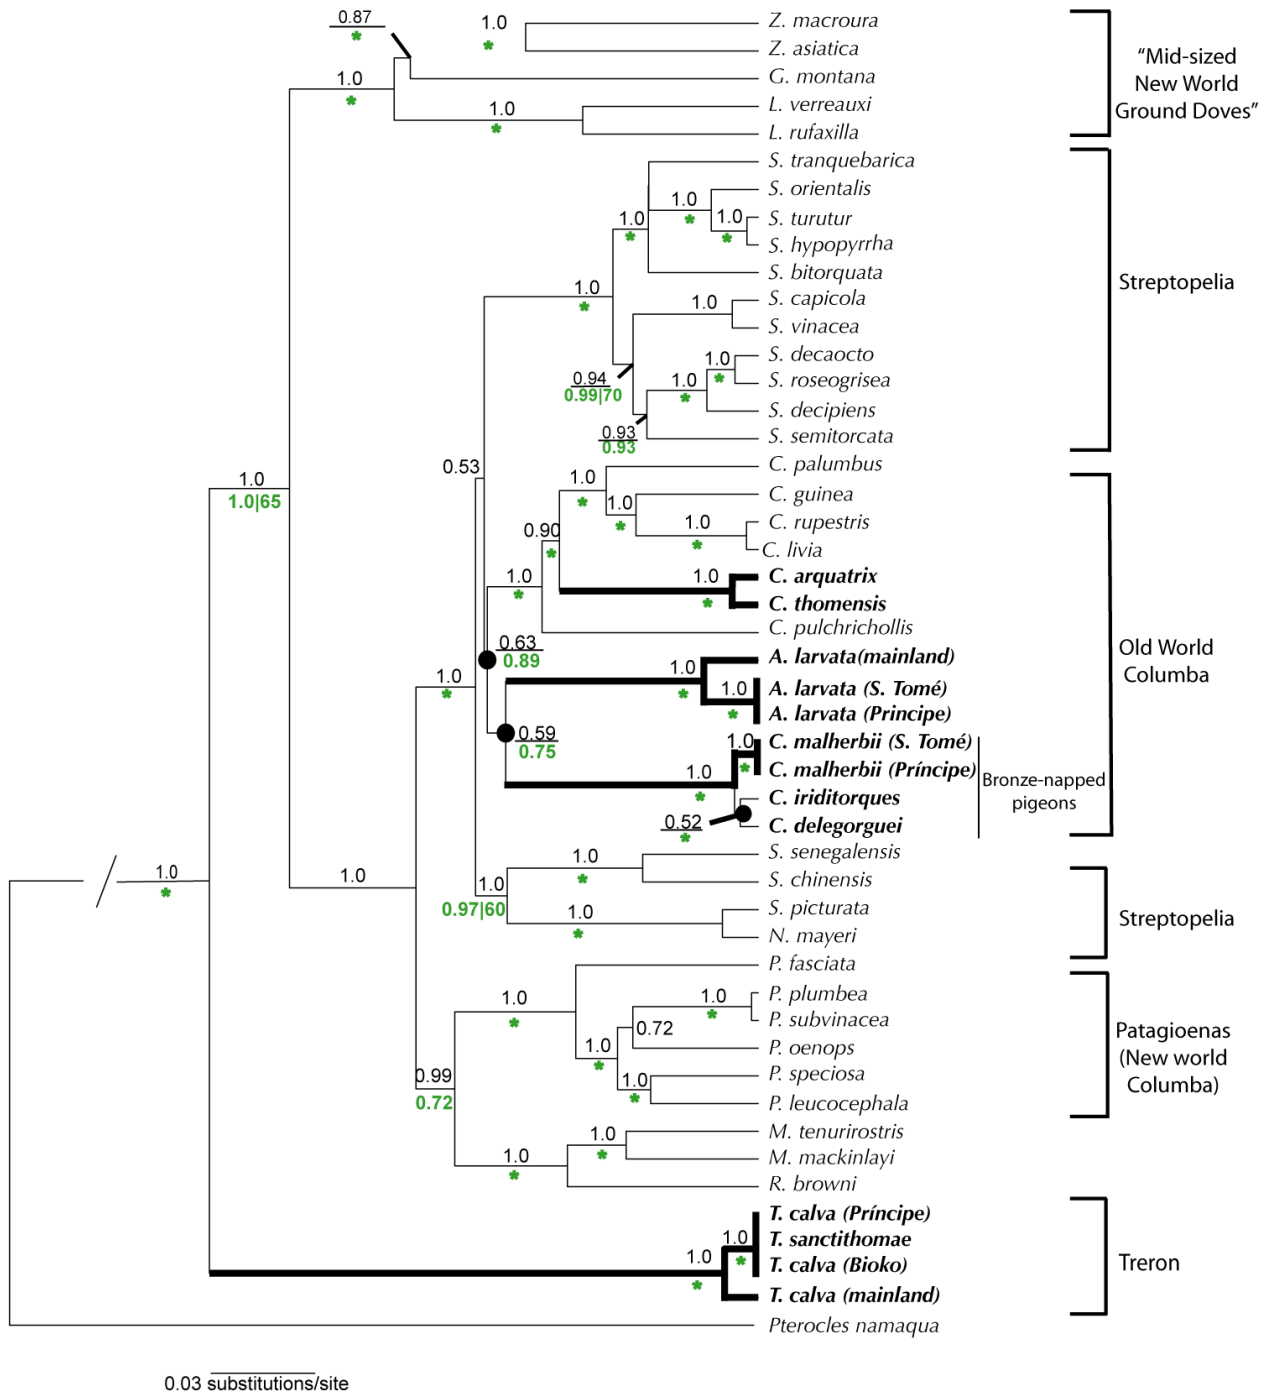 0.87
*
1.0
*
Z. macroura
Z. asiatica
1.0
*
G. montana
1.0
*
L. verreauxi
L. rufaxilla
“Mid-sized
New World
Ground Doves”
S. tranquebarica
1.0
*
S. orientalis
1.0
*
1.0
*
S. turutur
S. hypopyrrha
S. bitorquata
1.0
*
1.0
S. capicola
S. vinacea
0.94
0.99|70
1.0
*
S. decaocto
S. roseogrisea
1.0
*
S. decipiens
0.93
0.93
S. semitorcata
Streptopelia
0.53
1.0
1.0|65
C. palumbus
1.0
*
C. guinea
1.0
*
1.0
*
C. rupestris
C. livia
0.90
*
1.0
*
C. arquatrix
C. thomensis
1.0
*
C. pulchrichollis
0.63
0.89
A. larvata(mainland)
1.0
*
1.0
*
A. larvata (S. Tomé)
A. larvata (Principe)
1.0
*
0.59
0.75
1.0
*
C. malherbii (S. Tomé)
C. malherbii (Príncipe)
1.0
*
C. iriditorques
0.52
*
C. delegorguei
Bronze-napped
pigeons
Old World
Columba
S. senegalensis
1.0
*
S. chinensis
1.0
0.97|60
1.0
*
S. picturata
N. mayeri
Streptopelia
1.0
*
1.0
P. fasciata
1.0
*
1.0
*
P. plumbea
P. subvinacea
0.72
P. oenops
1.0
*
1.0
*
P. speciosa
P. leucocephala
Patagioenas
(New world
Columba)
0.99
0.72
1.0
*
M. tenurirostris
M. mackinlayi
1.0
*
R. browni
T. calva (Príncipe)
1.0
*
T. sanctithomae
T. calva (Bioko)
1.0
*
T. calva (mainland)
Treron
Pterocles namaqua
0.03 substitutions/site